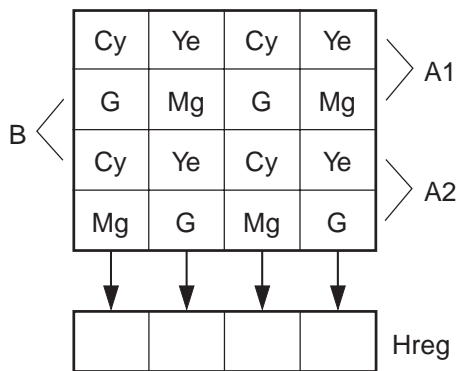 Cy Ye Cy Ye
A1
G Mg G Mg
B
Cy Ye Cy Ye
A2
Mg G Mg G
Hreg